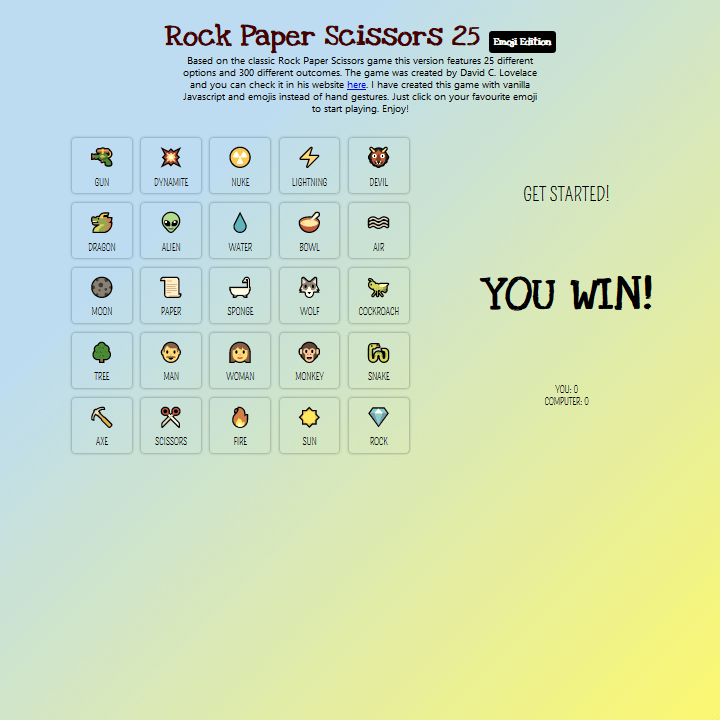 Rock Paper Scissors 25 Emoji Edition
Based on the classic Rock Paper Scissors game this version features 25 different
options and 300 different outcomes. The game was created by David C. Lovelace
and you can check it in his website here. I have created this game with vanilla
Javascript and emojis instead of hand gestures. Just click on your favourite emoji
to start playing. Enjoy!
GUN DYNAMITE NUKE LIGHTNING DEVIL
DRAGON ALIEN WATER BOWL AIR
MOON PAPER SPONGE WOLF COCKROACH
TREE MAN WOMAN MONKEY SNAKE
AXE SCISSORS FIRE SUN ROCK
GET STARTED!
YOU WIN!
YOU: 0
COMPUTER: 0